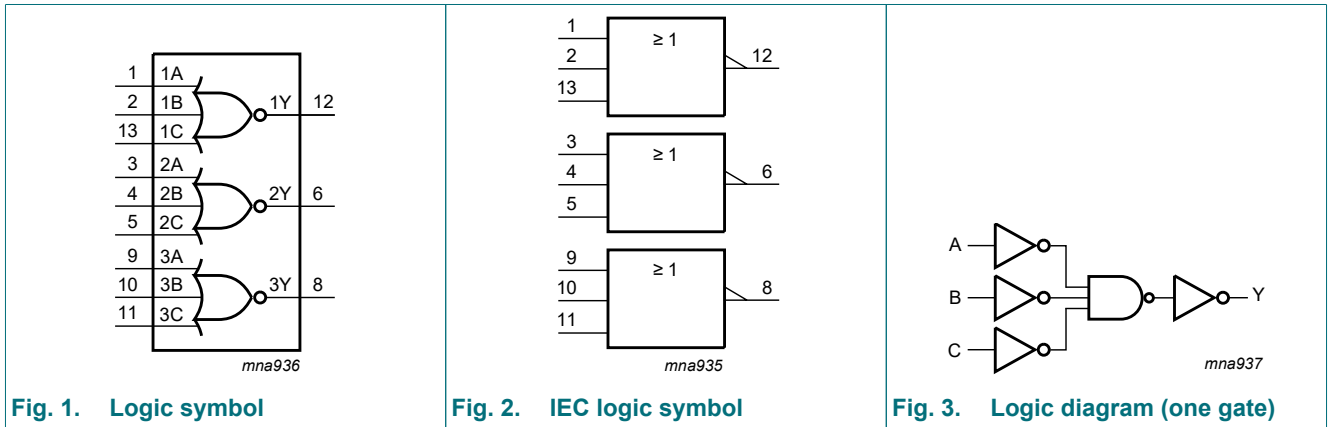 1 1A
2 1B 1Y 12
13 1C
3 2A
4 2B 2Y 6
5 2C
9 3A
10 3B 3Y 8
11 3C
mna936
Fig. 1. Logic symbol
1 ≥ 1
2 12
13
3 ≥ 1
4 6
5
9 ≥ 1
10 8
11
mna935
Fig. 2. IEC logic symbol
A
B Y
C
mna937
Fig. 3. Logic diagram (one gate)